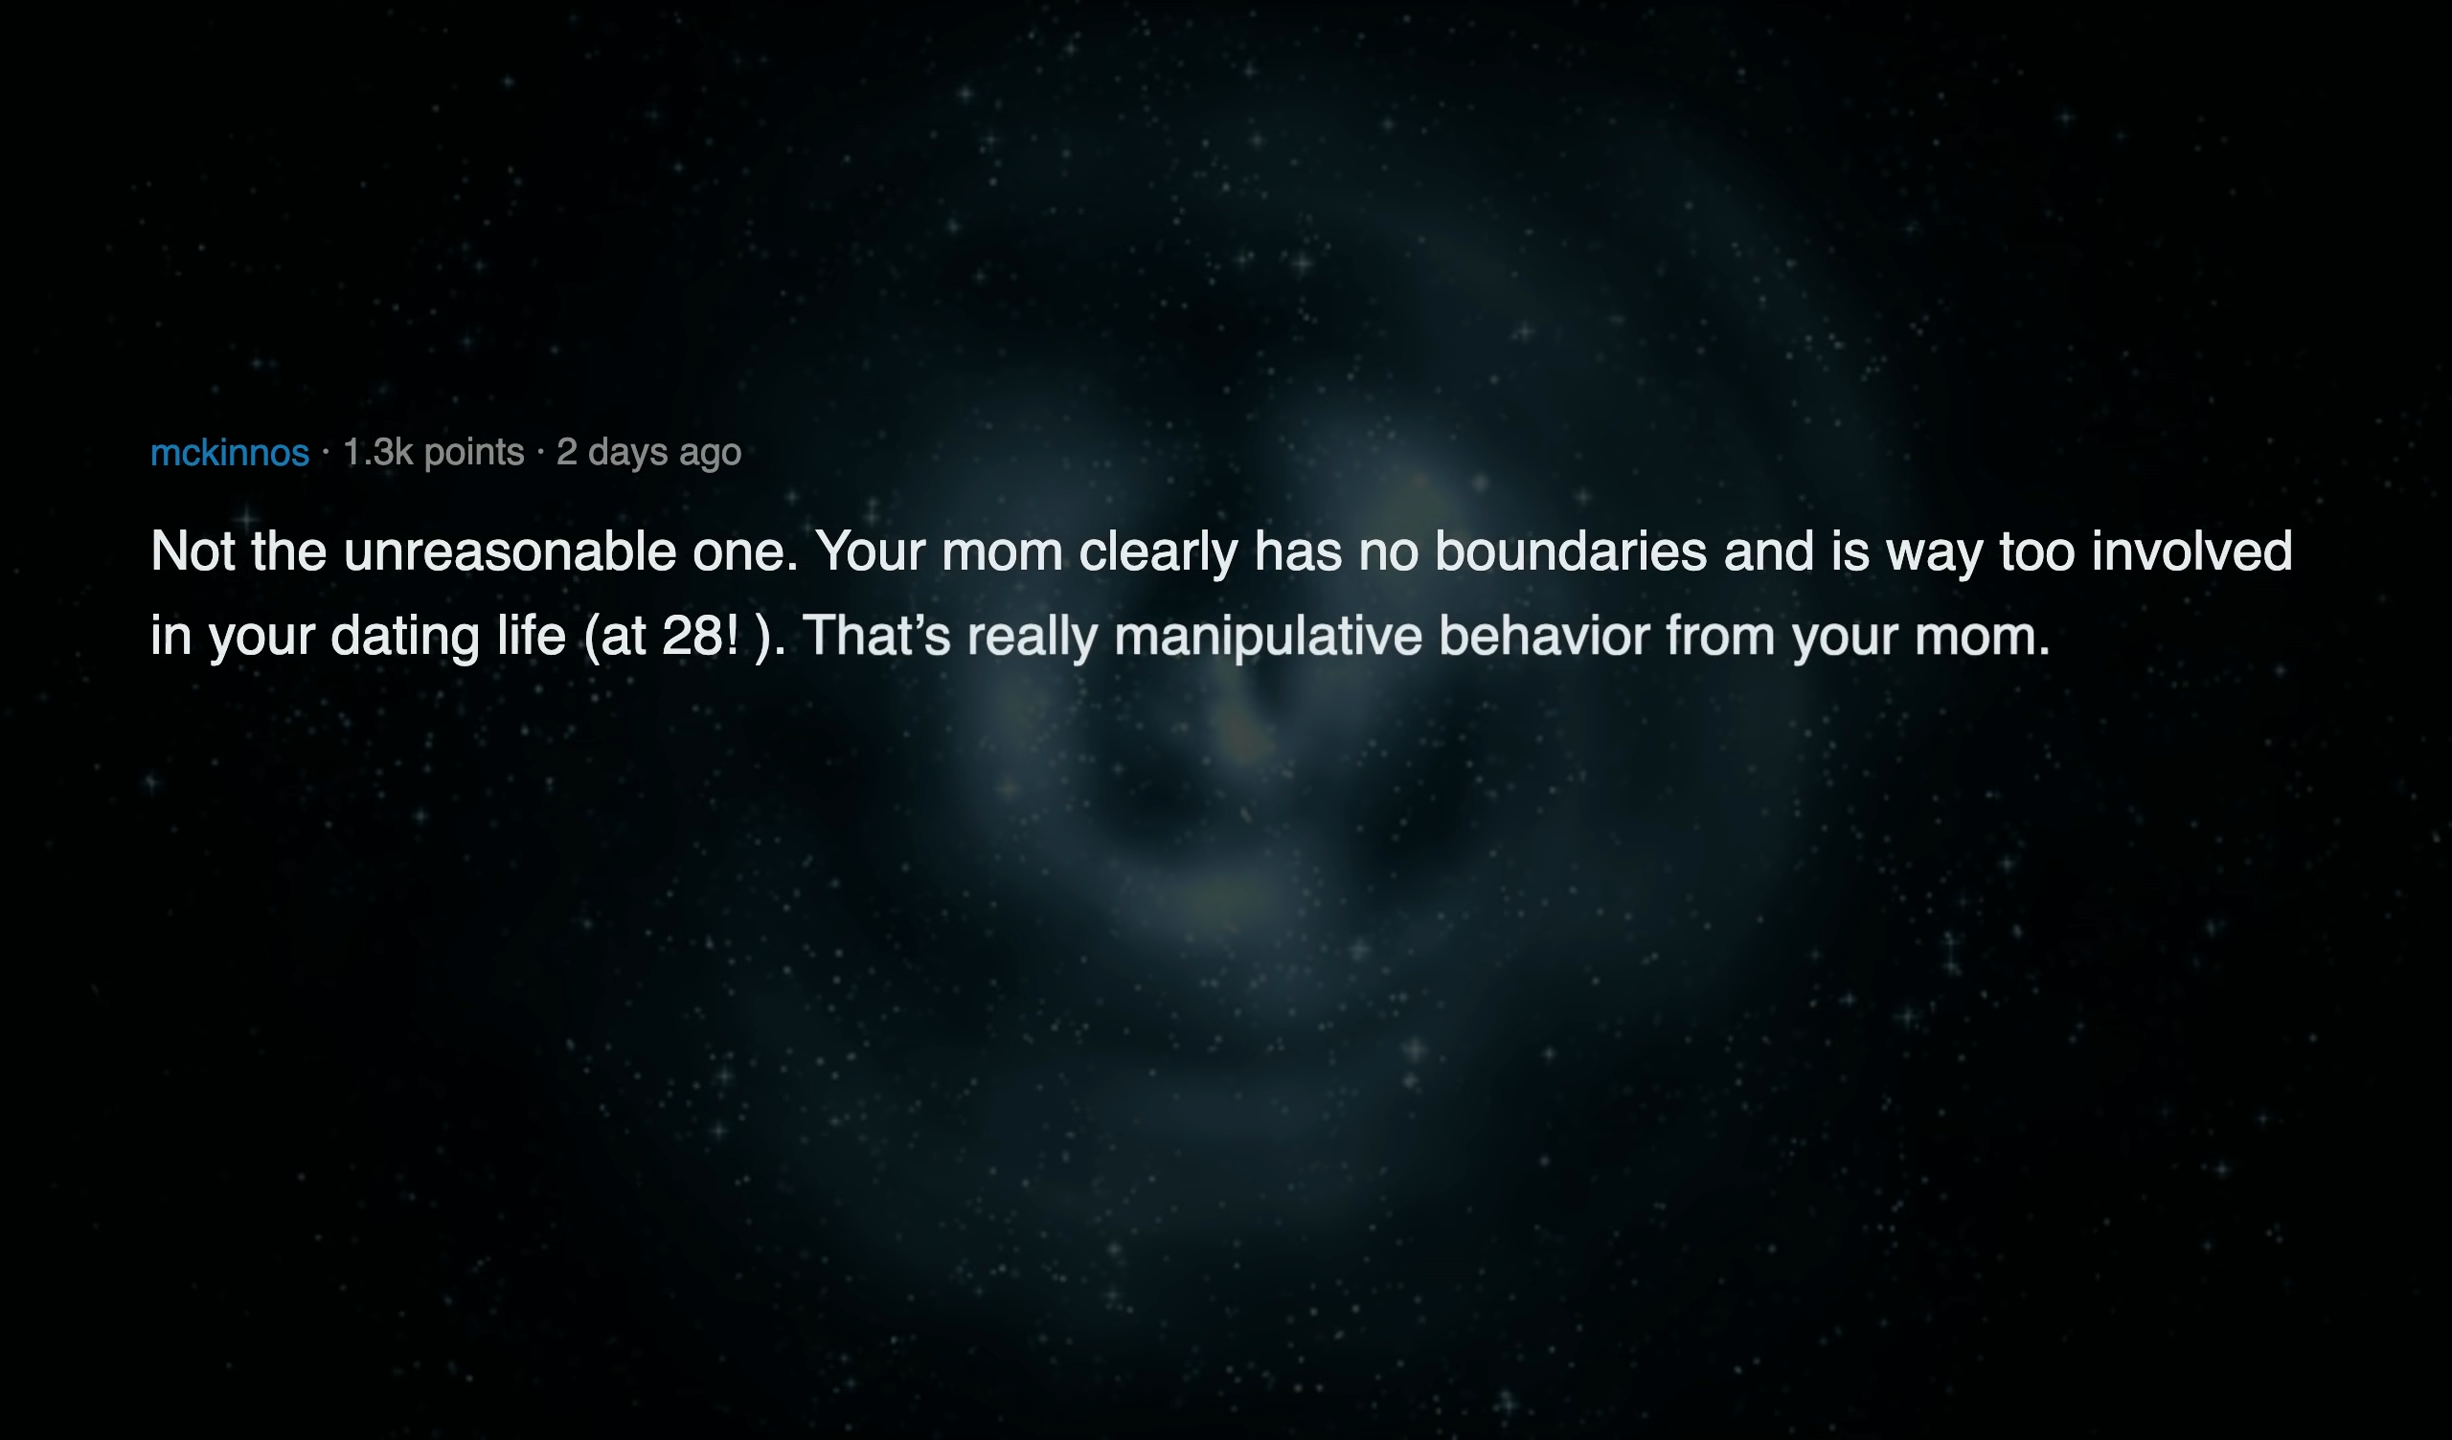 mckinnos · 1.3k points · 2 days ago
Not the unreasonable one. Your mom clearly has no boundaries and is way too involved
in your dating life (at 28! ). That’s really manipulative behavior from your mom.